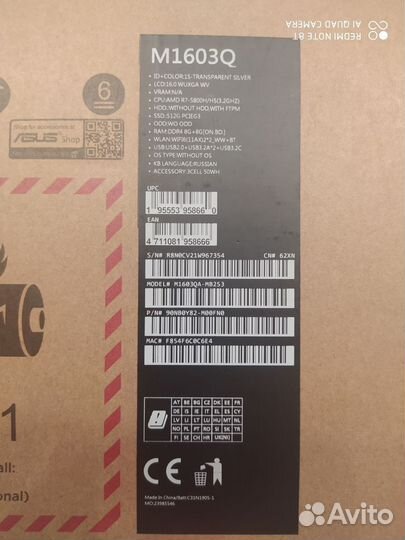 REDMI NOTE 8T
AI QUAD CAMERA
M1603Q
• ID+COLOR:1S-TRANSPARENT SILVER
• LCD:16.0 WUXGA WV
• VRAM:N/A
• CPU:AMD R7-5800H/HS(3.2GHZ)
• HDD:WITHOUT HDD,WITH FTPM
• SSD:512G PCIEG3
• ODD:WO ODD
• RAM:DDR4 8G+8G[ON BD.]
• WLAN:WIFI6(11AX)2*2_WW+BT
• USB:USB2.0+USB3.2A*2+USB3.2C
• OS TYPE:WITHOUT OS
• KB LANGUAGE:RUSSIAN
• ACCESSORY:3CELL 50WH
UPC
1 95553 95866 0
EAN
4 711081 958666
S/N# R8N0CV21W967354 CN# 62XN
MODEL# M1603QA-MB253
P/N# 90NB0Y82-M00FN0
MAC# F854F6C0C6E4
AT BE BG CZ DK EE FR
DE IS IE IT EL ES CY
LV LT LU HU MT NL
NO PL PT RO SI SK TR
FI SE CH HR UK(NI)
CE
Made In China/Batt:C31N1905-1
MO:23985546
6
ASUS Shop
1
all:
onal)
Avito